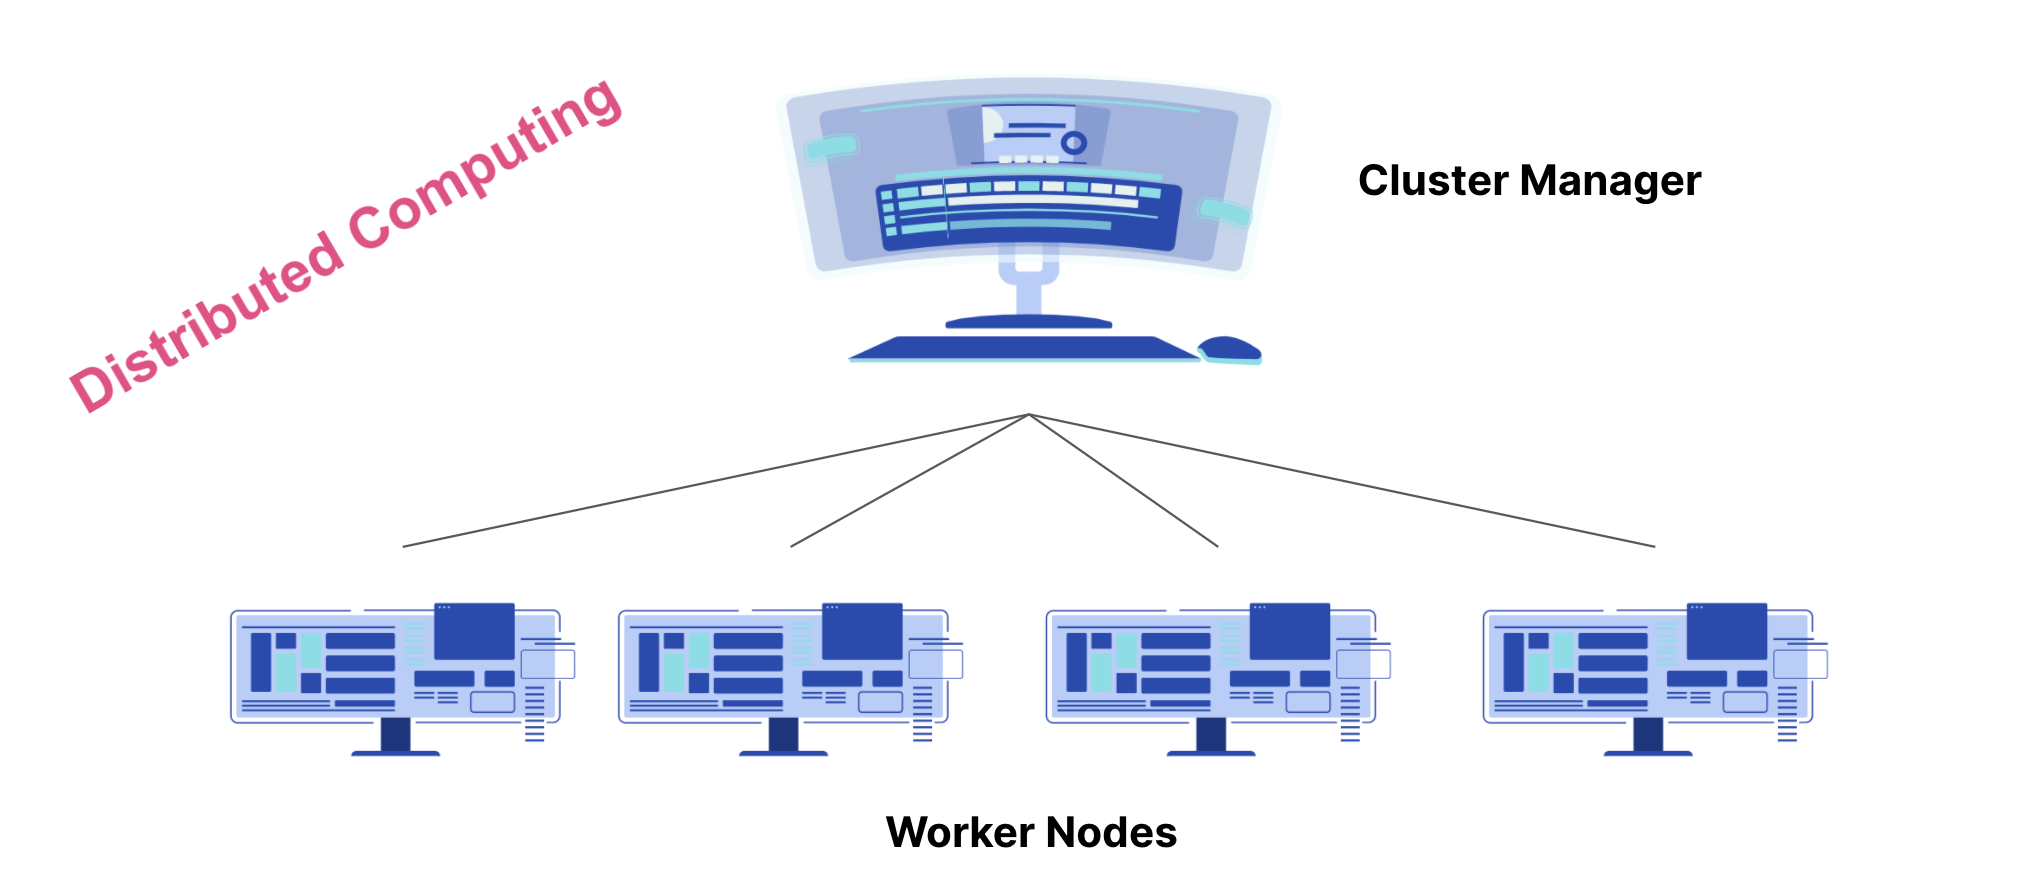 Distributed Computing
Cluster Manager
Worker Nodes